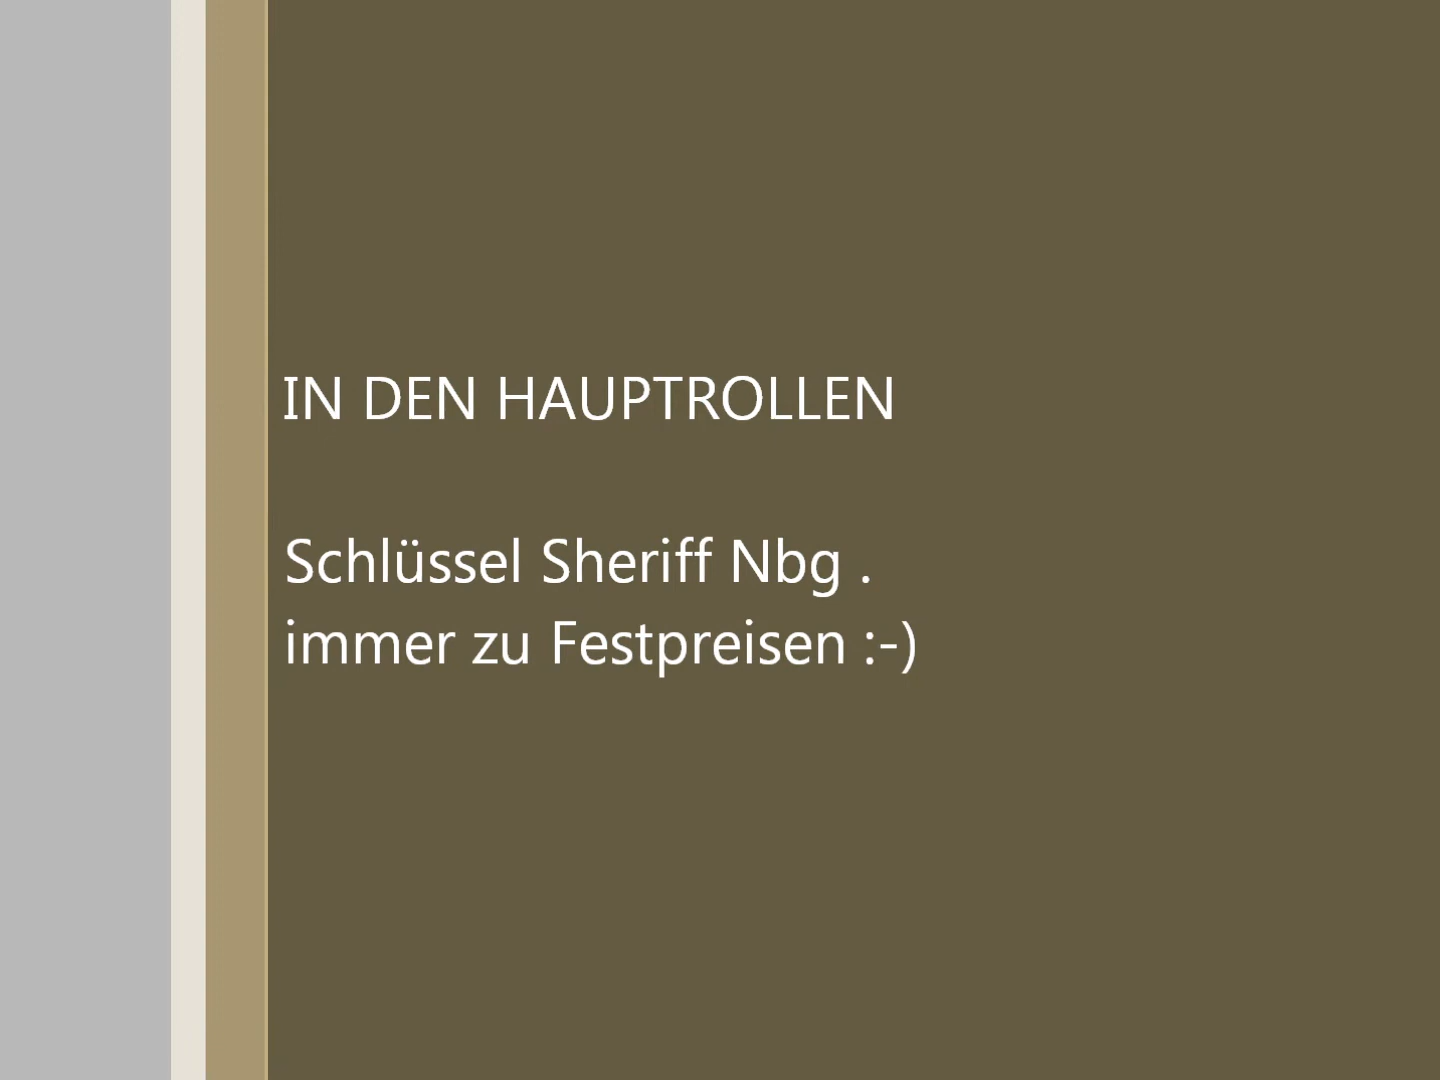 IN DEN HAUPTROLLEN
Schlüssel Sheriff Nbg .
immer zu Festpreisen :-)